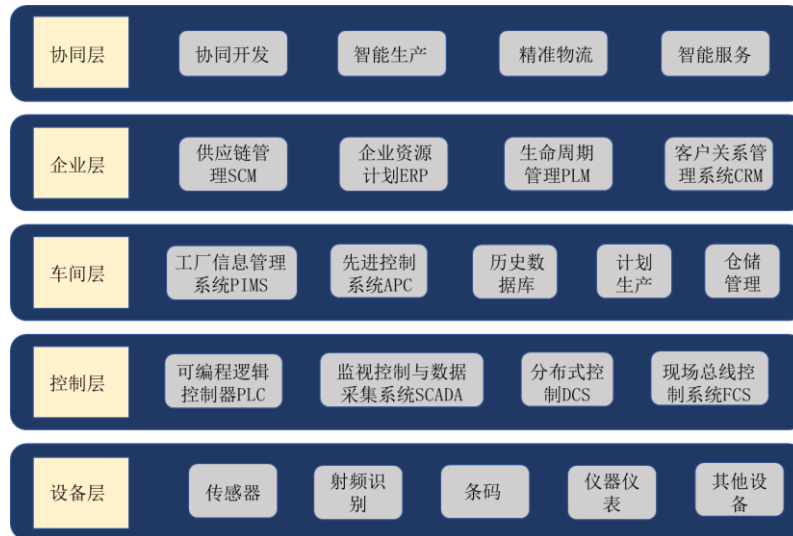 协同层
协同开发
智能生产
精准物流
智能服务
企业层
供应链管
理SCM
企业资源
计划ERP
生命周期
管理PLM
客户关系管
理系统CRM
车间层
工厂信息管理
系统PIMS
先进控制
系统APC
历史数
据库
计划
生产
仓储
管理
控制层
可编程逻辑
控制器PLC
监视控制与数据
采集系统SCADA
分布式控
制DCS
现场总线控
制系统FCS
设备层
传感器
射频识
别
条码
仪器仪
表
其他设
备